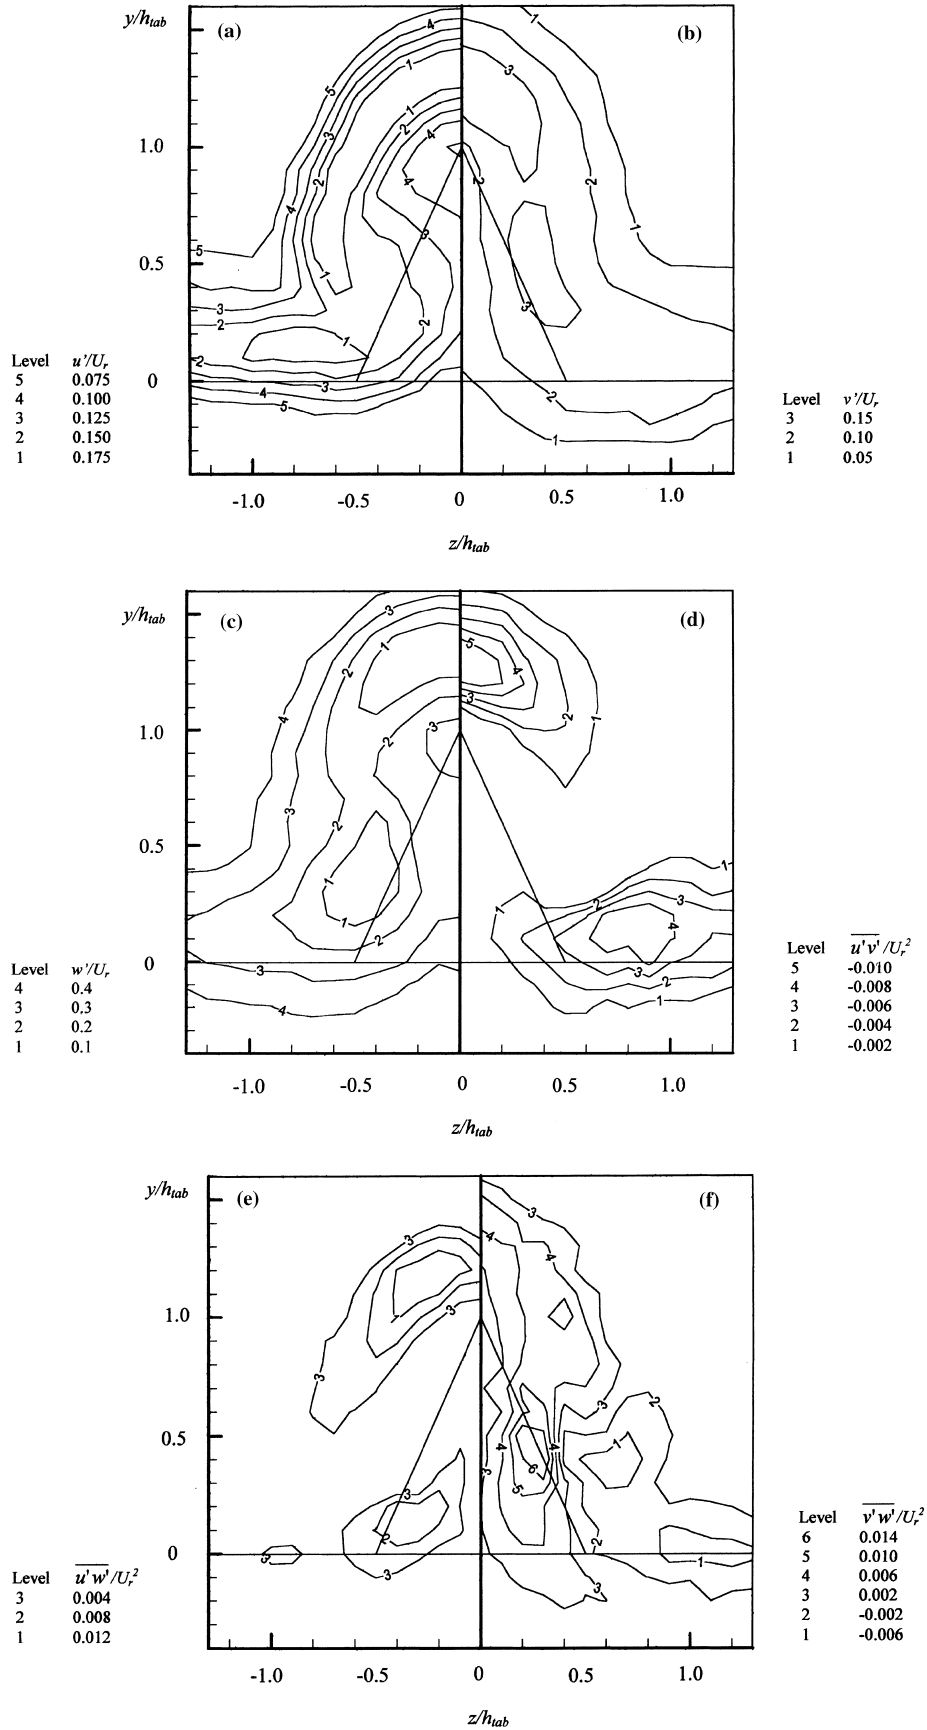 y/h_tab
(a) (b)
1.0
0.5
0
Level u'/U_r
5 0.075
4 0.100
3 0.125
2 0.150
1 0.175
Level v'/U_r
3 0.15
2 0.10
1 0.05
-1.0 -0.5 0 0.5 1.0
z/h_tab
y/h_tab
(c) (d)
1.0
0.5
0
Level w'/U_r
4 0.4
3 0.3
2 0.2
1 0.1
Level u'v'/U_r²
5 -0.010
4 -0.008
3 -0.006
2 -0.004
1 -0.002
-1.0 -0.5 0 0.5 1.0
z/h_tab
y/h_tab
(e) (f)
1.0
0.5
0
Level u'w'/U_r²
3 0.004
2 0.008
1 0.012
Level v'w'/U_r²
6 0.014
5 0.010
4 0.006
3 0.002
2 -0.002
1 -0.006
-1.0 -0.5 0 0.5 1.0
z/h_tab